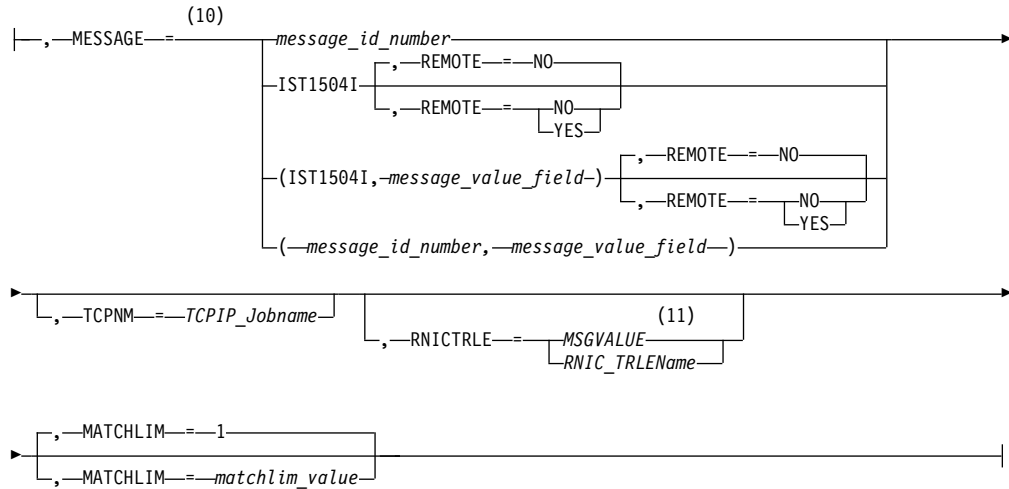 (10)
, MESSAGE = message_id_number
, REMOTE = NO
IST1504I
, REMOTE = NO
YES
, REMOTE = NO
(IST1504I, message_value_field )
, REMOTE = NO
YES
( message_id_number, message_value_field )
, TCPNM = TCPIP_Jobname
(11)
, RNICTRLE = MSGVALUE
RNIC_TRLEName
, MATCHLIM = 1
, MATCHLIM = matchlim_value